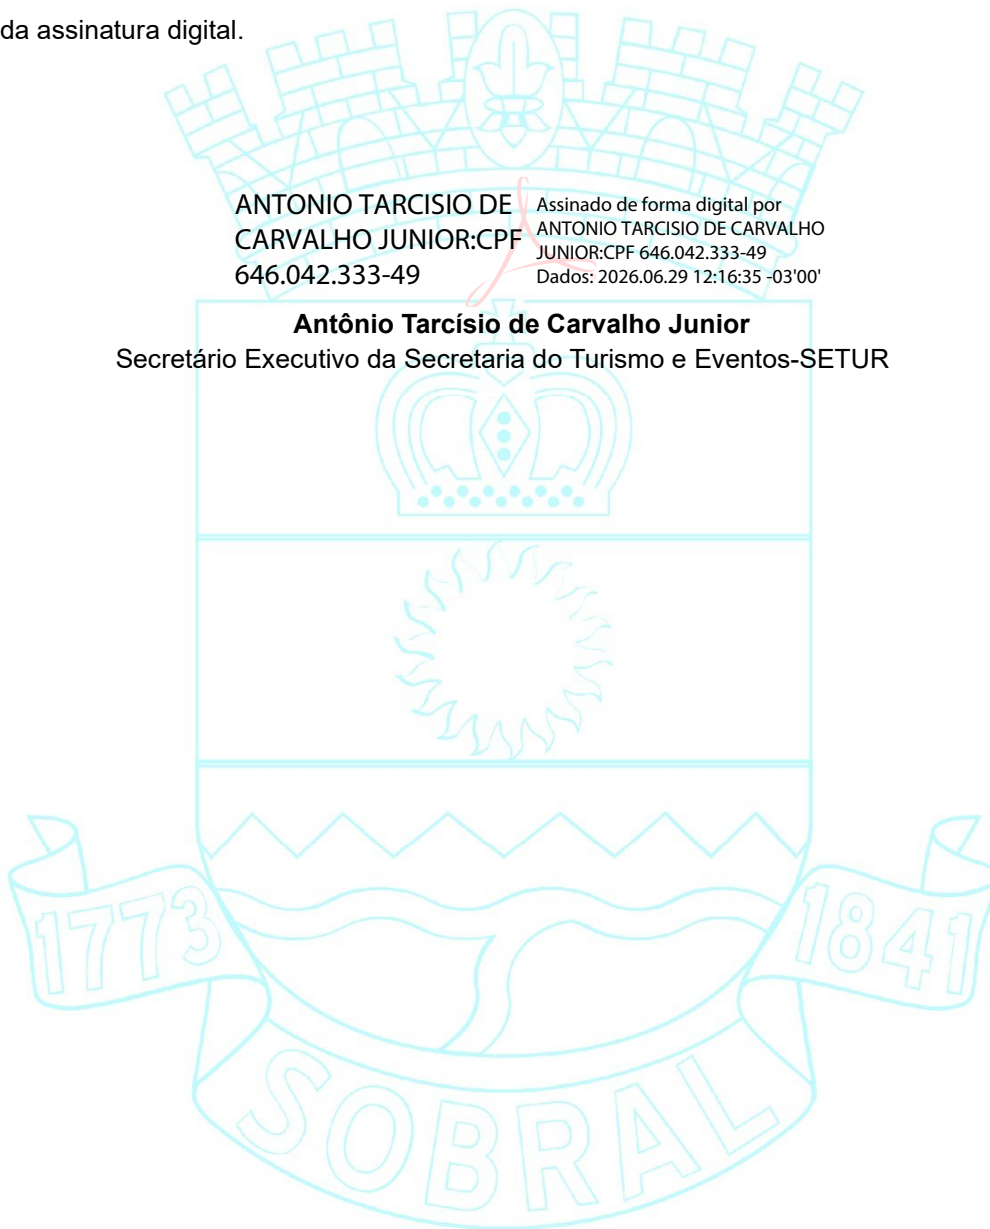 da assinatura digital.
ANTONIO TARCISIO DE
CARVALHO JUNIOR:CPF
646.042.333-49
Assinado de forma digital por
ANTONIO TARCISIO DE CARVALHO
JUNIOR:CPF 646.042.333-49
Dados: 2026.06.29 12:16:35 -03'00'
Antônio Tarcísio de Carvalho Junior
Secretário Executivo da Secretaria do Turismo e Eventos-SETUR
1773
1841
SOBRAL